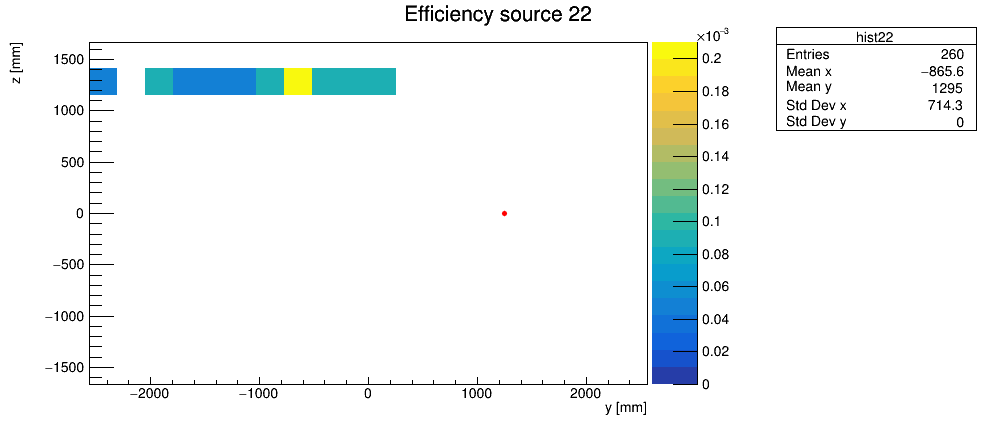 Efficiency source 22
z [mm]
1500
1000
500
0
−500
−1000
−1500
−2000 −1000 0 1000 2000
y [mm]
×10⁻³
0.2
0.18
0.16
0.14
0.12
0.1
0.08
0.06
0.04
0.02
0
hist22
Entries 260
Mean x −865.6
Mean y 1295
Std Dev x 714.3
Std Dev y 0